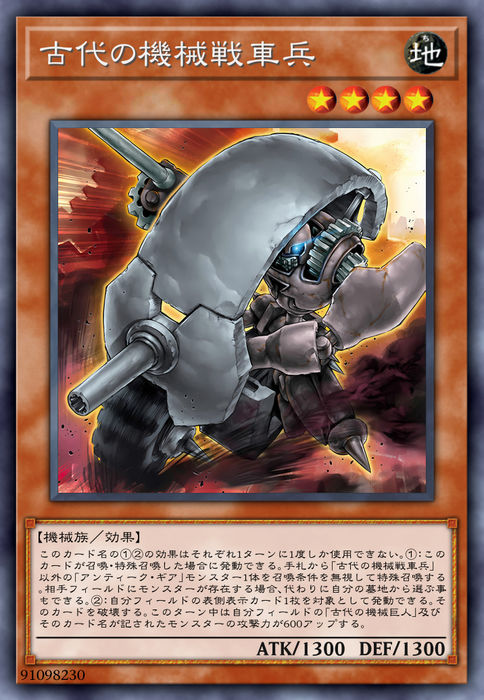 古代の機械戦車兵
ち
地
【機械族／効果】
このカード名の①②の効果はそれぞれ1ターンに1度しか使用できない。①：この
カードが召喚・特殊召喚した場合に発動できる。手札から「古代の機械戦車兵」
以外の「アンティーク・ギア」モンスター1体を召喚条件を無視して特殊召喚する。
相手フィールドにモンスターが存在する場合、代わりに自分の墓地から選ぶ事
もできる。②：自分フィールドの表側表示カード1枚を対象として発動できる。そ
のカードを破壊する。このターン中は自分フィールドの「古代の機械巨人」及び
そのカード名が記されたモンスターの攻撃力が600アップする。
ATK/1300 DEF/1300
91098230